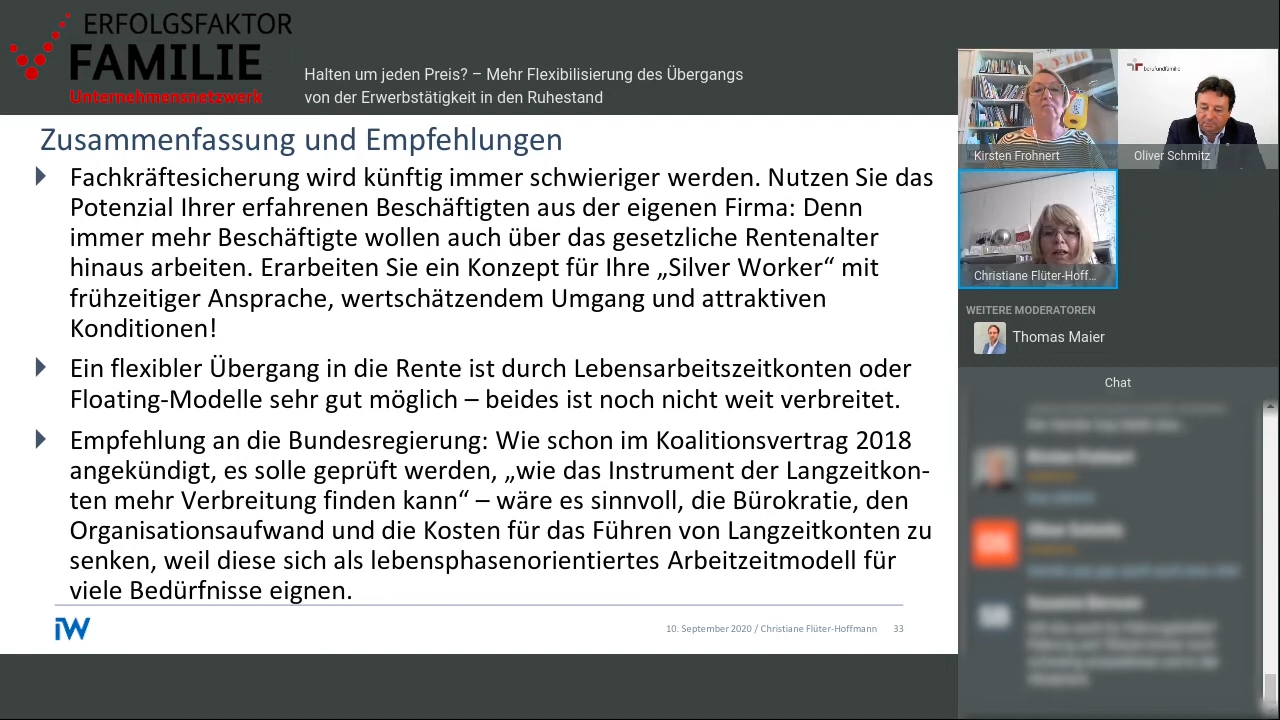 ERFOLGSFAKTOR
FAMILIE
Unternehmensnetzwerk
Halten um jeden Preis? – Mehr Flexibilisierung des Übergangs
von der Erwerbstätigkeit in den Ruhestand
Zusammenfassung und Empfehlungen
Fachkräftesicherung wird künftig immer schwieriger werden. Nutzen Sie das
Potenzial Ihrer erfahrenen Beschäftigten aus der eigenen Firma: Denn
immer mehr Beschäftigte wollen auch über das gesetzliche Rentenalter
hinaus arbeiten. Erarbeiten Sie ein Konzept für Ihre „Silver Worker“ mit
frühzeitiger Ansprache, wertschätzendem Umgang und attraktiven
Konditionen!
Ein flexibler Übergang in die Rente ist durch Lebensarbeitszeitkonten oder
Floating-Modelle sehr gut möglich – beides ist noch nicht weit verbreitet.
Empfehlung an die Bundesregierung: Wie schon im Koalitionsvertrag 2018
angekündigt, es solle geprüft werden, „wie das Instrument der Langzeitkon-
ten mehr Verbreitung finden kann“ – wäre es sinnvoll, die Bürokratie, den
Organisationsaufwand und die Kosten für das Führen von Langzeitkonten zu
senken, weil diese sich als lebensphasenorientiertes Arbeitzeitmodell für
viele Bedürfnisse eignen.
iW
10. September 2020 / Christiane Flüter-Hoffmann 33
berufundfamilie
Kirsten Frohnert
Oliver Schmitz
Christiane Flüter-Hoff...
WEITERE MODERATOREN
Thomas Maier
Chat